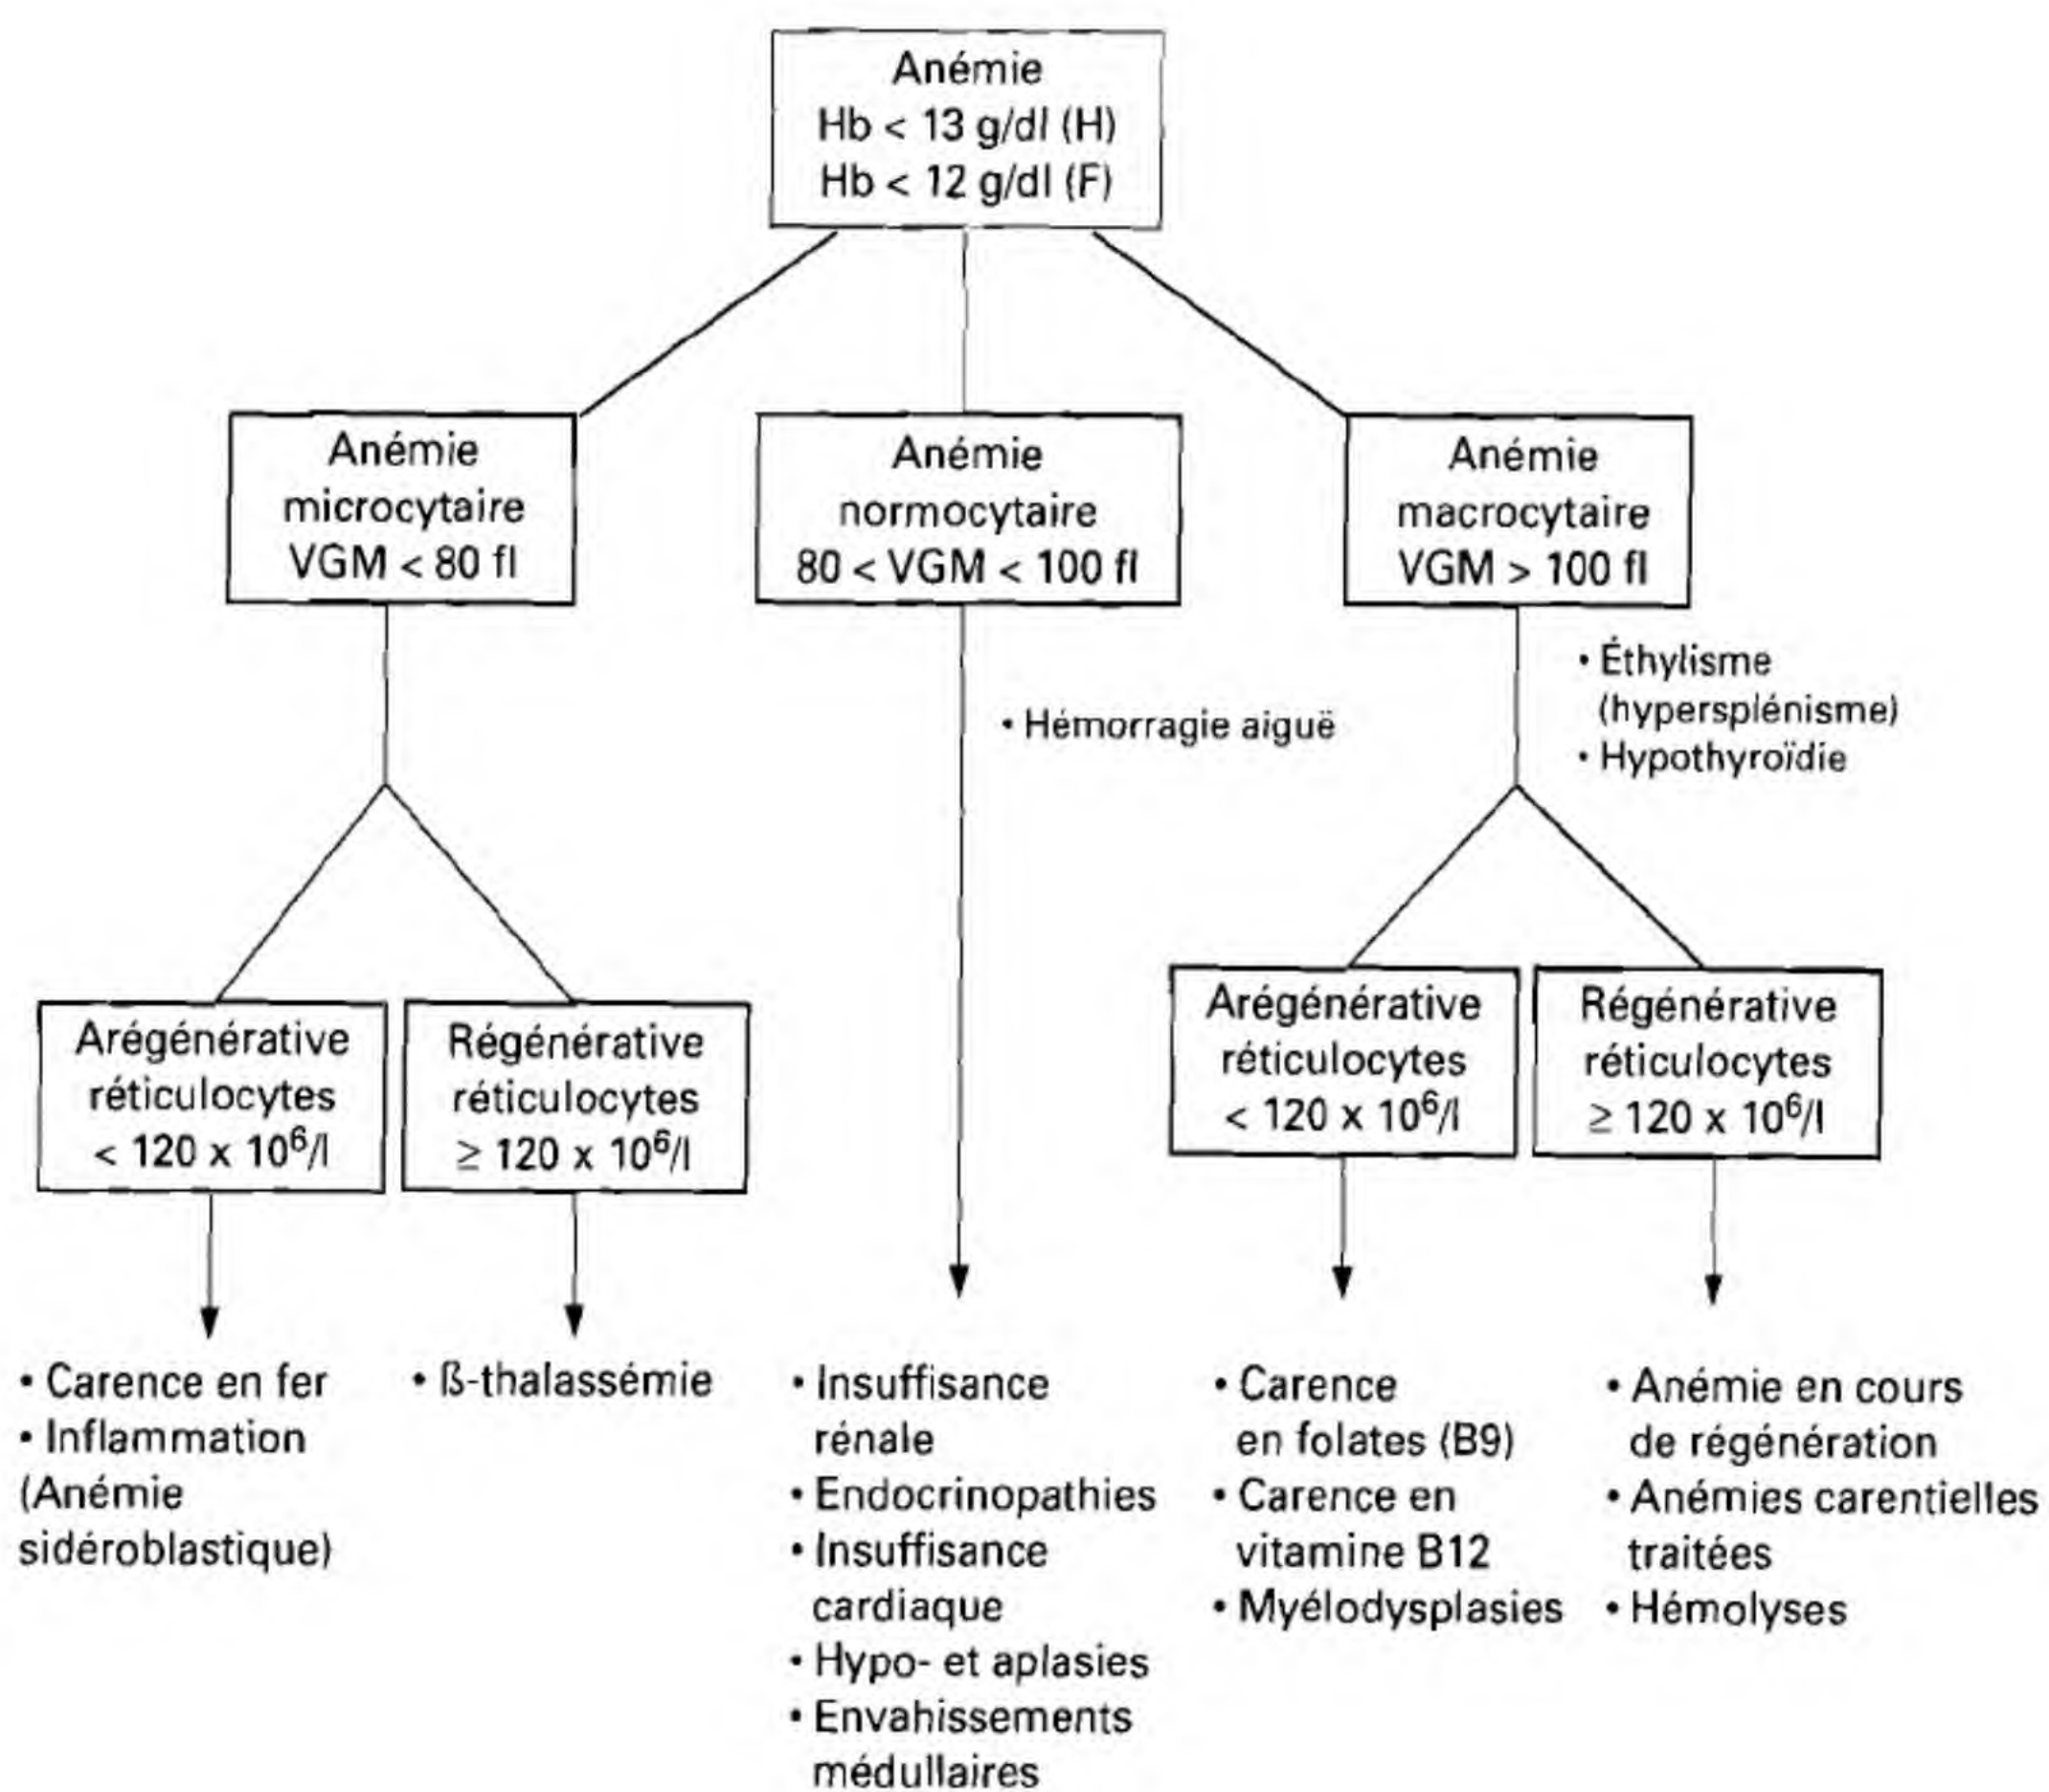 Anémie
Hb < 13 g/dl (H)
Hb < 12 g/dl (F)
Anémie
microcytaire
VGM < 80 fl
Anémie
normocytaire
80 < VGM < 100 fl
Anémie
macrocytaire
VGM > 100 fl
• Hémorragie aiguë
• Éthylisme
(hypersplénisme)
• Hypothyroïdie
Arégénérative
réticulocytes
< 120 x 10⁶/l
Régénérative
réticulocytes
≥ 120 x 10⁶/l
Arégénérative
réticulocytes
< 120 x 10⁶/l
Régénérative
réticulocytes
≥ 120 x 10⁶/l
• Carence en fer
• Inflammation
(Anémie
sidéroblastique)
• ß-thalassémie
• Insuffisance
rénale
• Endocrinopathies
• Insuffisance
cardiaque
• Hypo- et aplasies
• Envahissements
médullaires
• Carence
en folates (B9)
• Carence en
vitamine B12
• Myélodysplasies
• Anémie en cours
de régénération
• Anémies carentielles
traitées
• Hémolyses